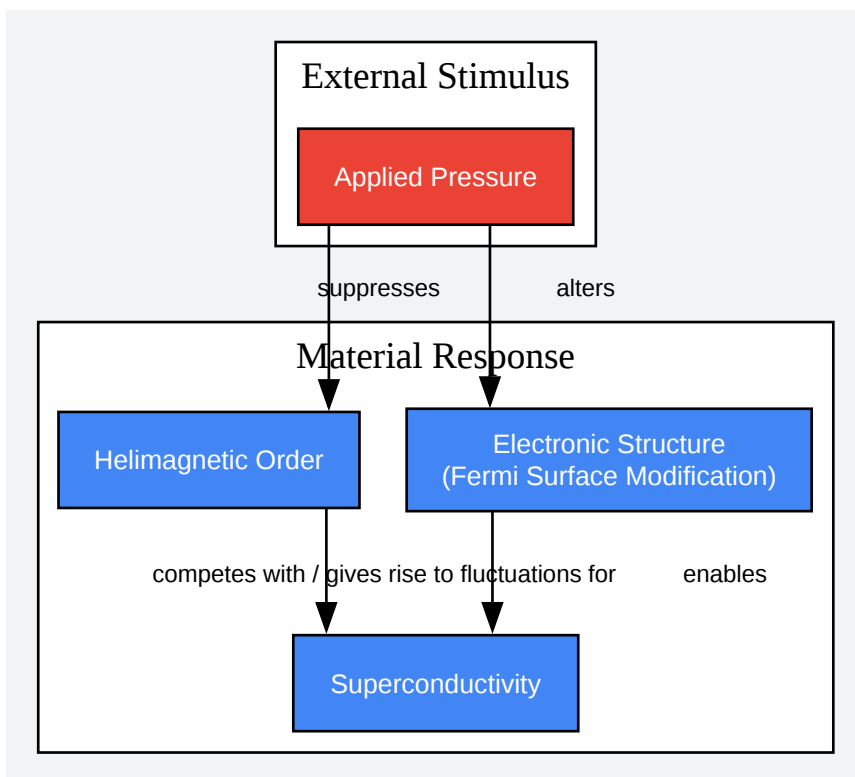 External Stimulus
Applied Pressure
suppresses
alters
Material Response
Helimagnetic Order
Electronic Structure
(Fermi Surface Modification)
competes with / gives rise to fluctuations for
enables
Superconductivity